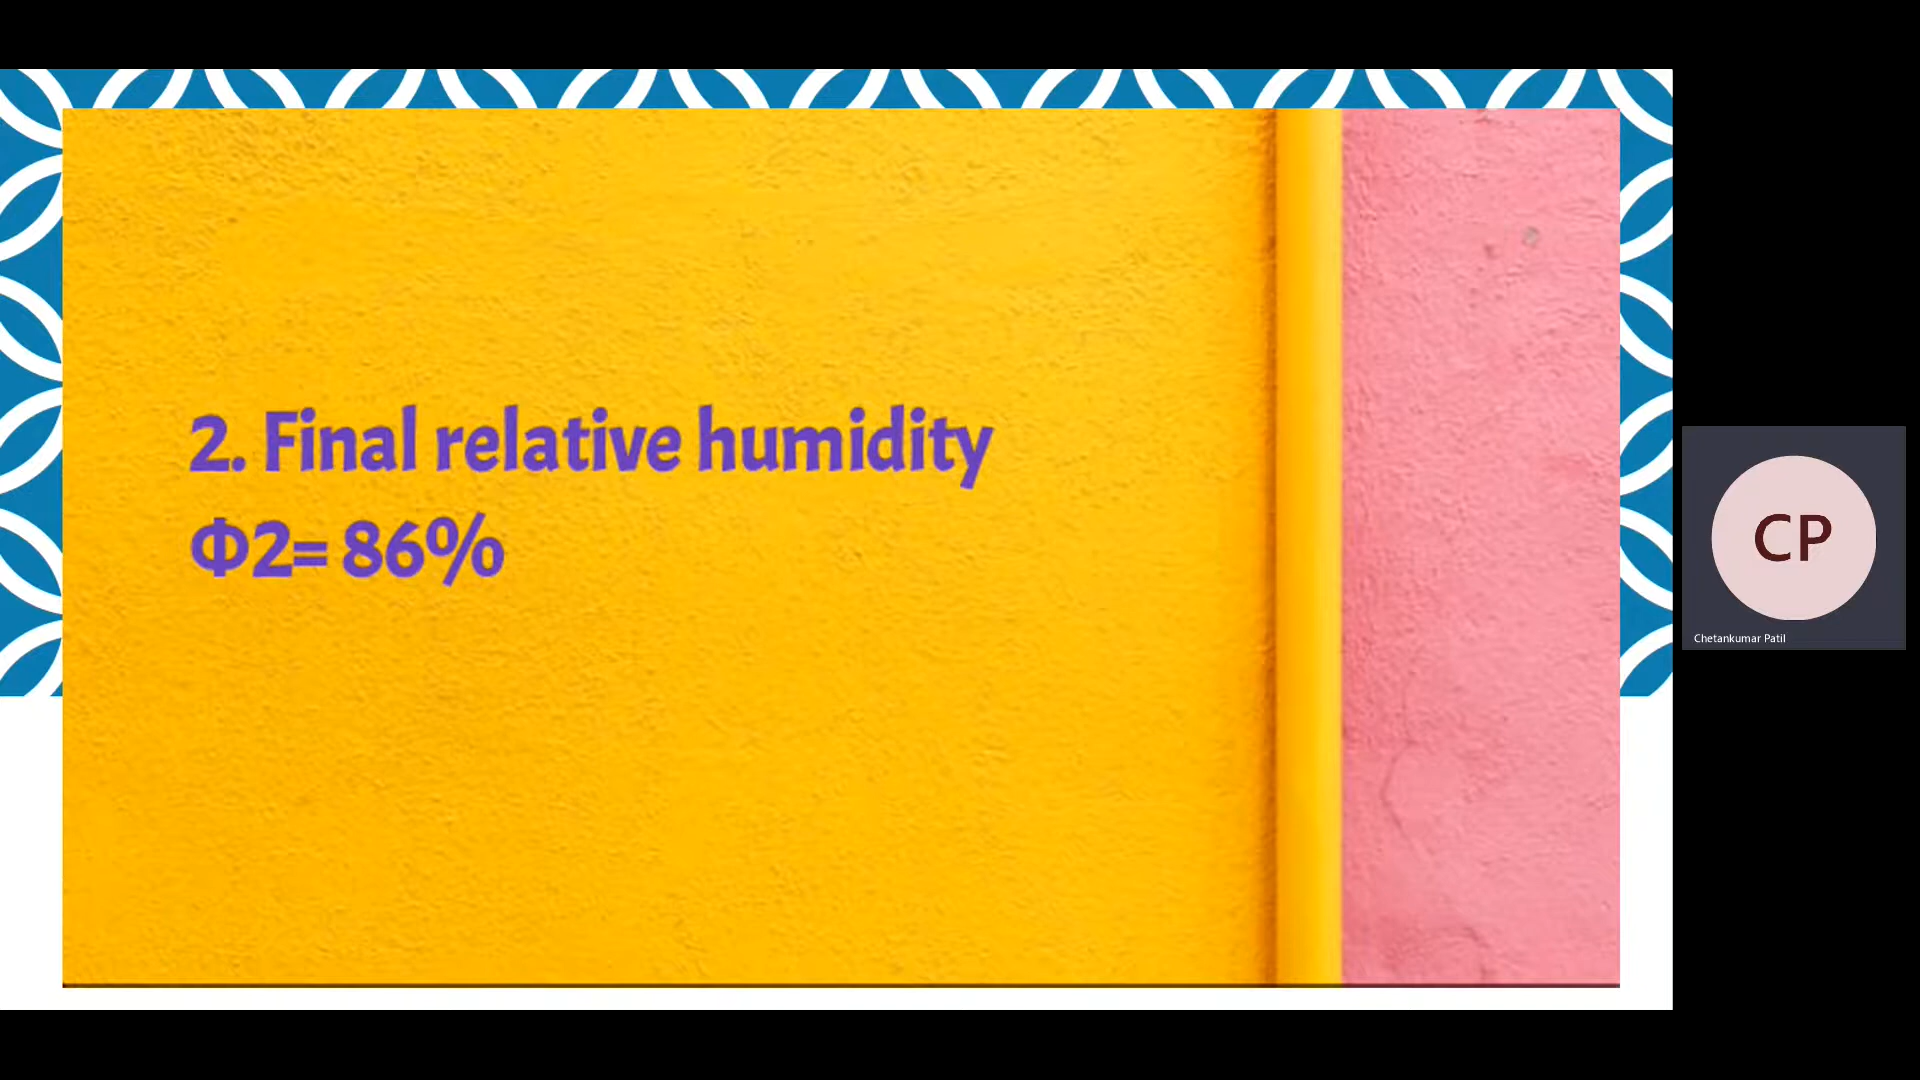 2. Final relative humidity
Φ2= 86%
CP
Chetankumar Patil